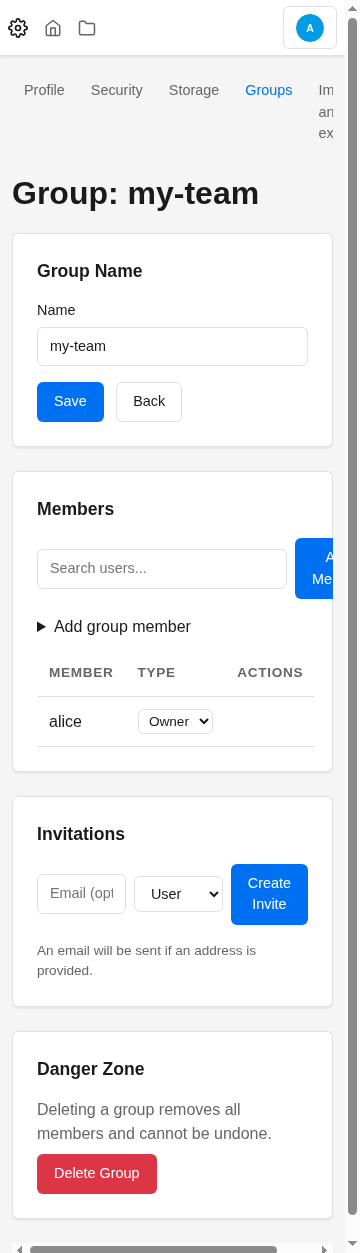 A
Profile Security Storage Groups Im
an
ex
Group: my-team
Group Name
Name
my-team
Save Back
Members
Search users... A
Me
Add group member
MEMBER TYPE ACTIONS
alice Owner
Invitations
Email (opt User Create
Invite
An email will be sent if an address is
provided.
Danger Zone
Deleting a group removes all
members and cannot be undone.
Delete Group